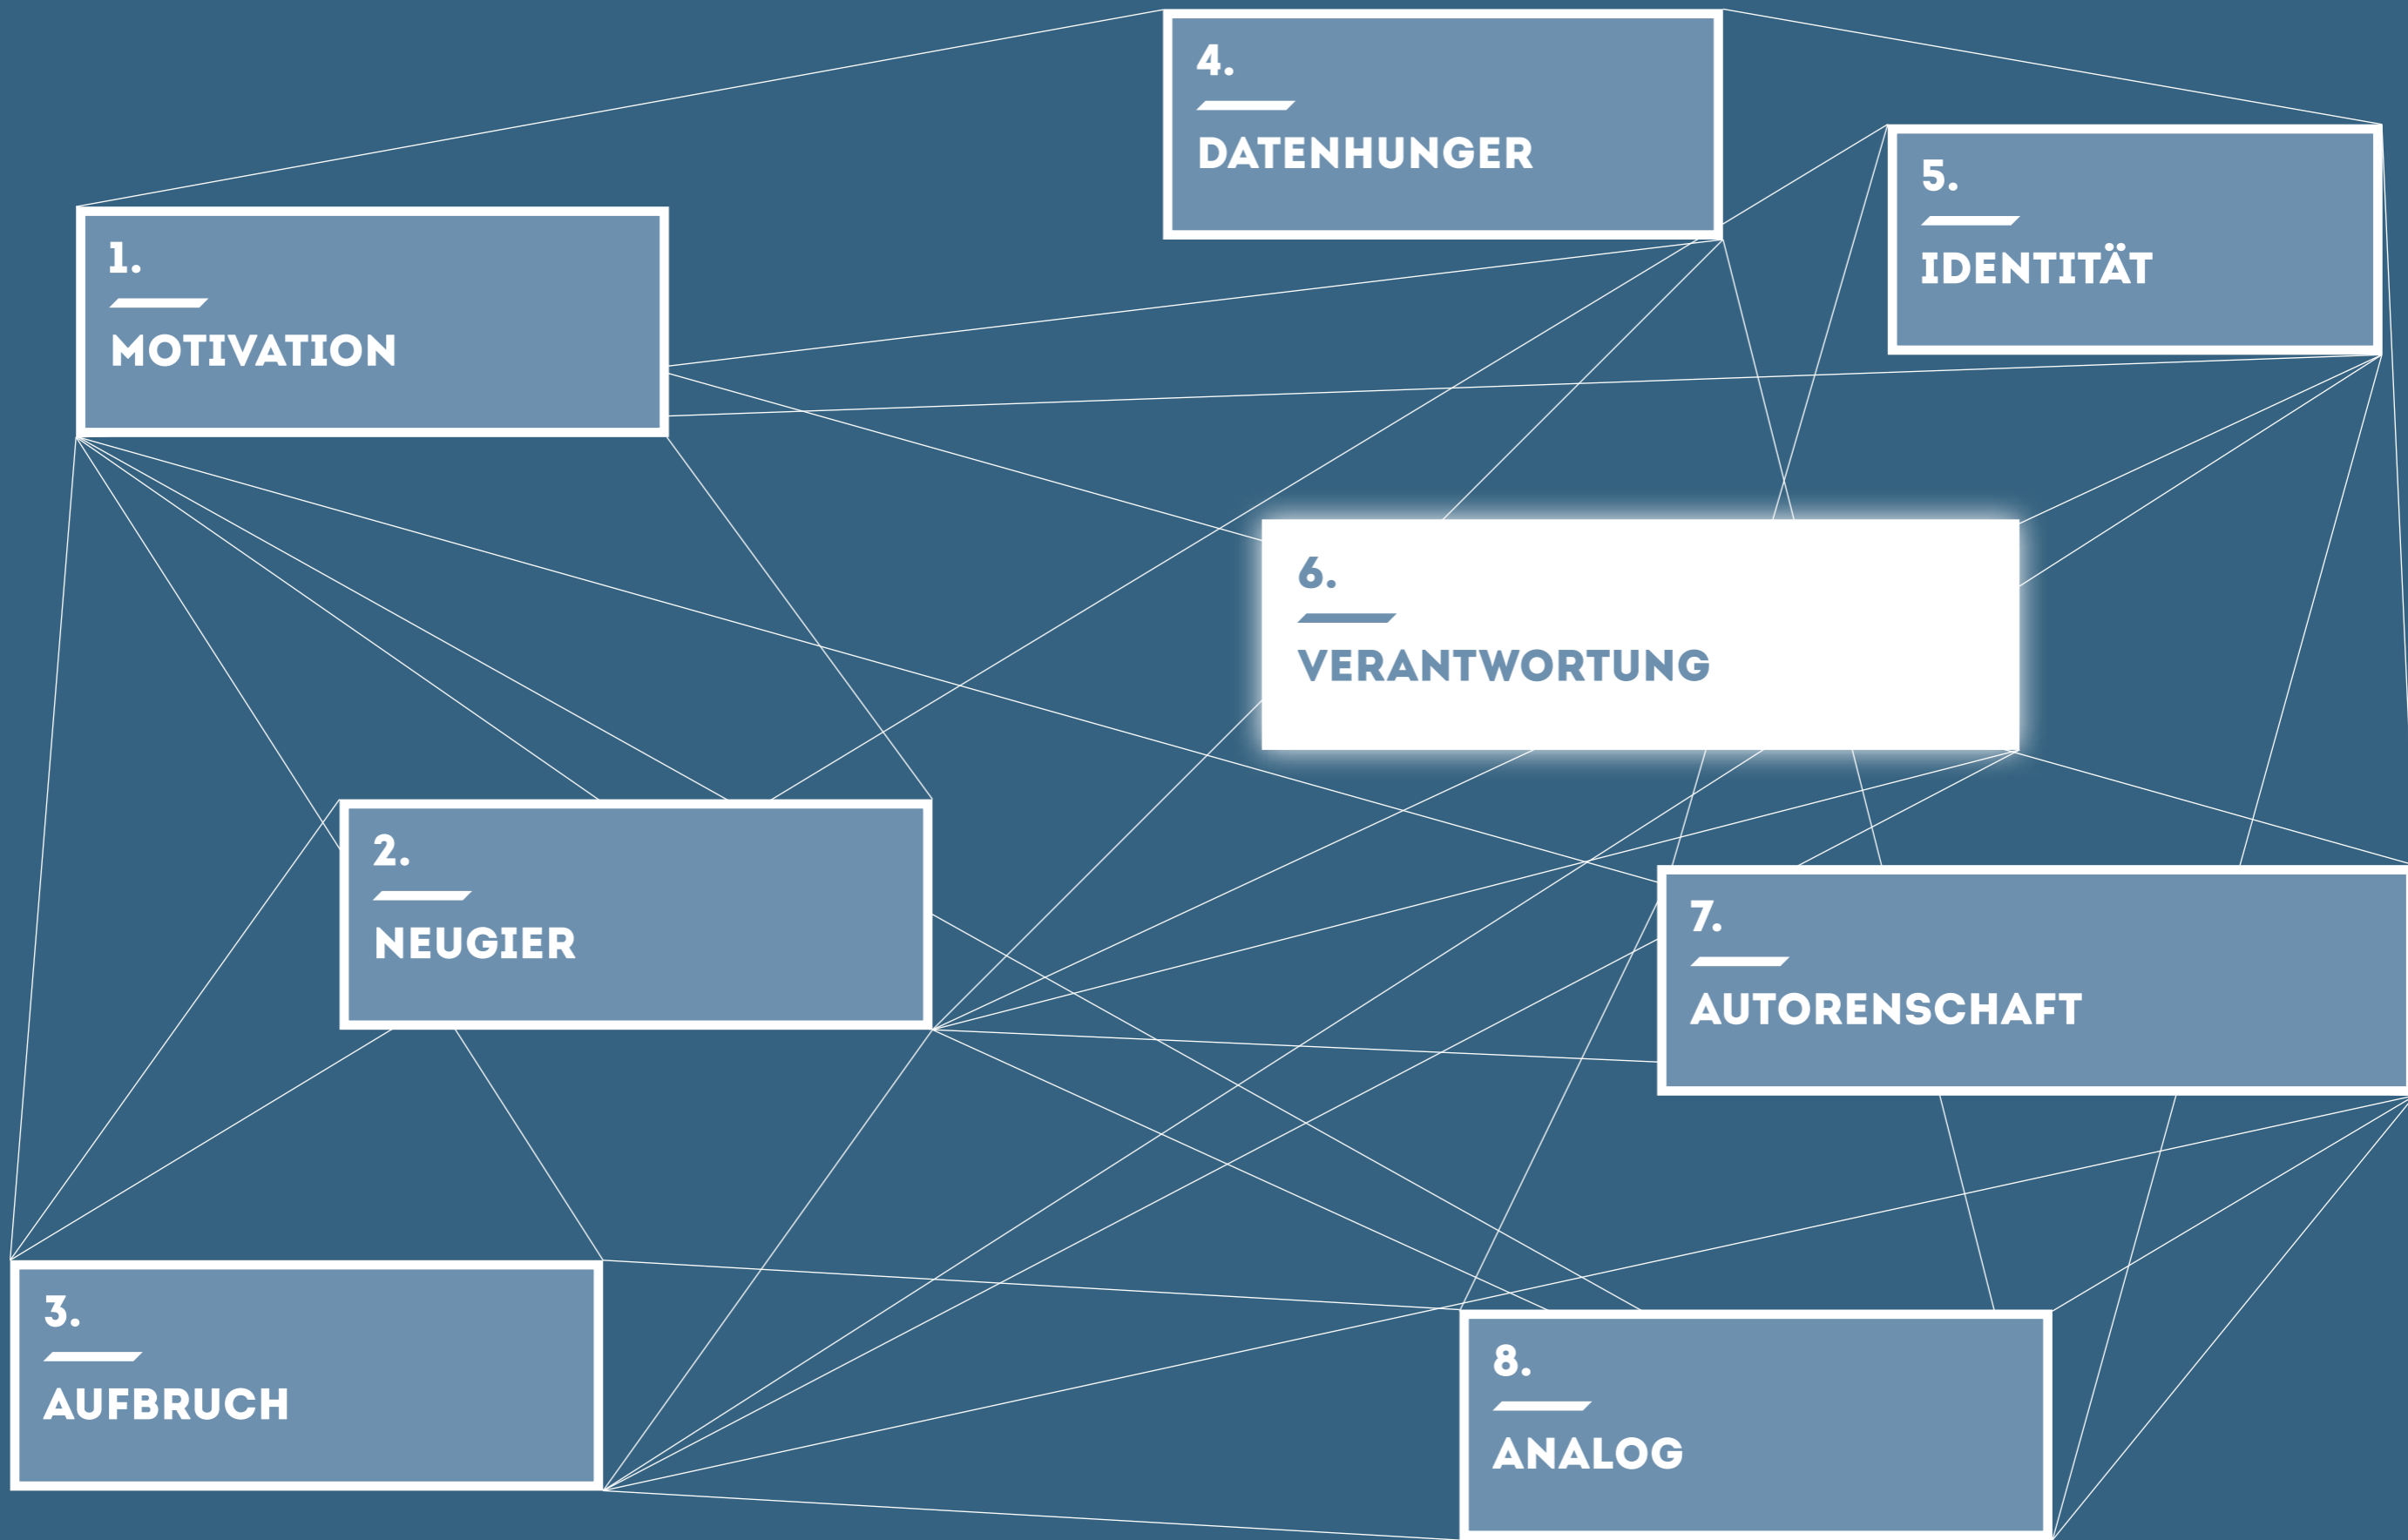 1.
MOTIVATION
2.
NEUGIER
3.
AUFBRUCH
4.
DATENHUNGER
5.
IDENTITÄT
6.
VERANTWORTUNG
7.
AUTORENSCHAFT
8.
ANALOG